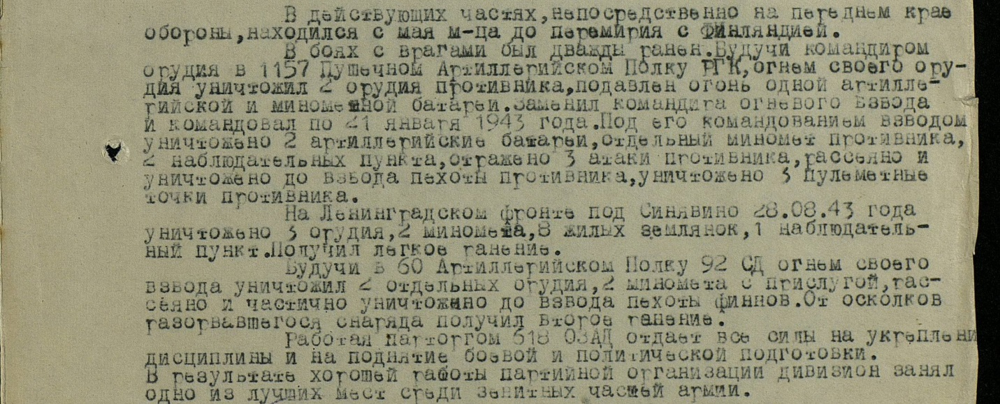 В действующих частях,непосредственно на переднем крае
обороны,находился с мая м-ца до перемирия с Финляндией.
В боях с врагами был дважды ранен.Будучи командиром
орудия в 1157 Пушечном Артиллерийском Полку РГК,огнем своего ору-
дия уничтожил 2 орудия противника,подавлен огонь одной артилле-
рийской и минометной батареи.Заменил командира огневого взвода
и командовал по 21 января 1943 года.Под его командованием взводом
уничтожено 2 артиллерийские батареи,отдельный миномет противника,
2 наблюдательных пункта,отражено 3 атаки противника,рассеяно и
уничтожено до взвода пехоты противника,уничтожено 3 пулеметные
точки противника.
На Ленинградском фронте под Синявино 28.08.43 года
уничтожено 3 орудия,2 миномета,8 жилых землянок,1 наблюдатель-
ный пункт.Получил легкое ранение.
Будучи в 60 Артиллерийском Полку 92 СД огнем своего
взвода уничтожил 2 отдельных орудия,2 миномета с прислугой,рас-
сеяно и частично уничтожено до взвода пехоты финнов.От осколков
разорвавшегося снаряда получил второе ранение.
Работая парторгом 618 ОЗАД отдает все силы на укреплени
дисциплины и на поднятие боевой и политической подготовки.
В результате хорошей работы партийной организации дивизион занял
одно из лучших мест среди зенитных частей армии.